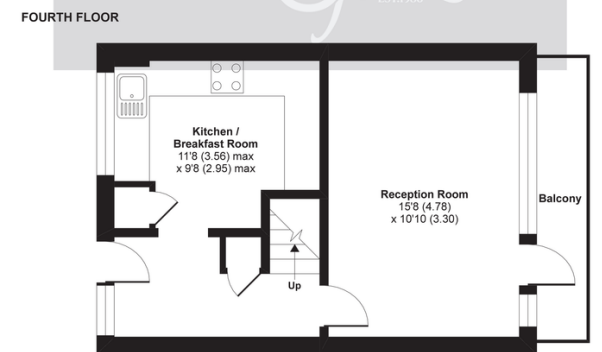 FOURTH FLOOR
Kitchen /
Breakfast Room
11'8 (3.56) max
x 9'8 (2.95) max
Reception Room
15'8 (4.78)
x 10'10 (3.30)
Balcony
Up